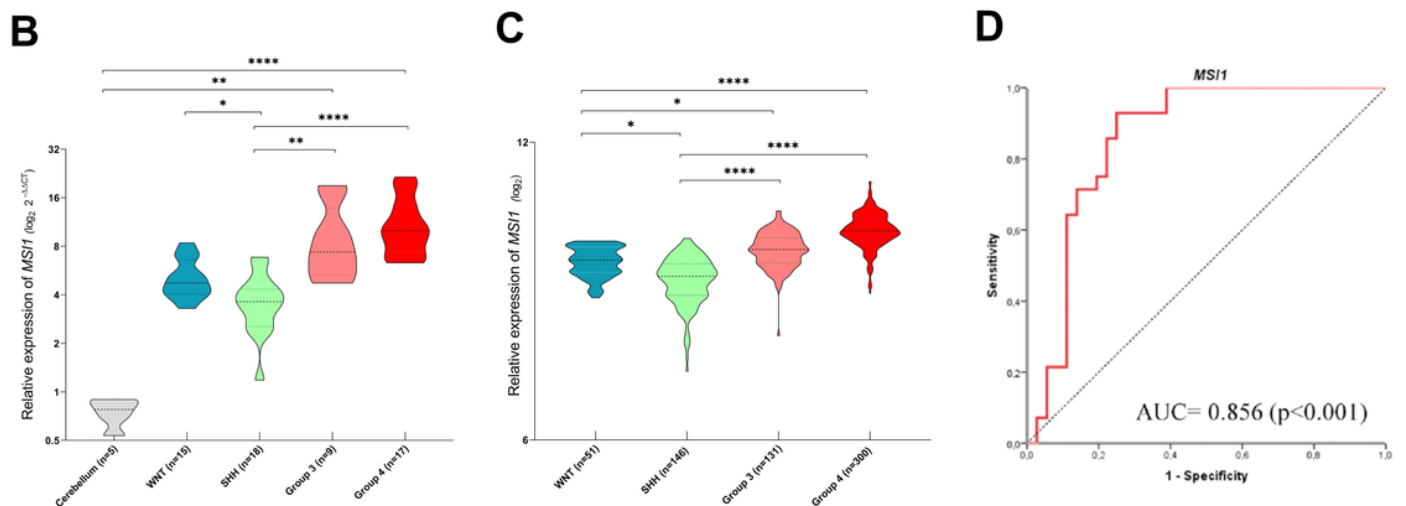 B
****
**
*
****
**
Relative expression of MSI1 (log2 2 -ΔΔCT)
32
16
8
4
2
1
0.5
Cerebellum (n=5)
WNT (n=15)
SHH (n=18)
Group 3 (n=9)
Group 4 (n=17)
C
****
*
*
****
****
Relative expression of MSI1 (log2)
12
6
WNT (n=51)
SHH (n=146)
Group 3 (n=131)
Group 4 (n=300)
D
MSI1
Sensitivity
1,0
0,8
0,6
0,4
0,2
0,0
AUC= 0.856 (p<0.001)
0,0
0,2
0,4
0,6
0,8
1,0
1 - Specificity